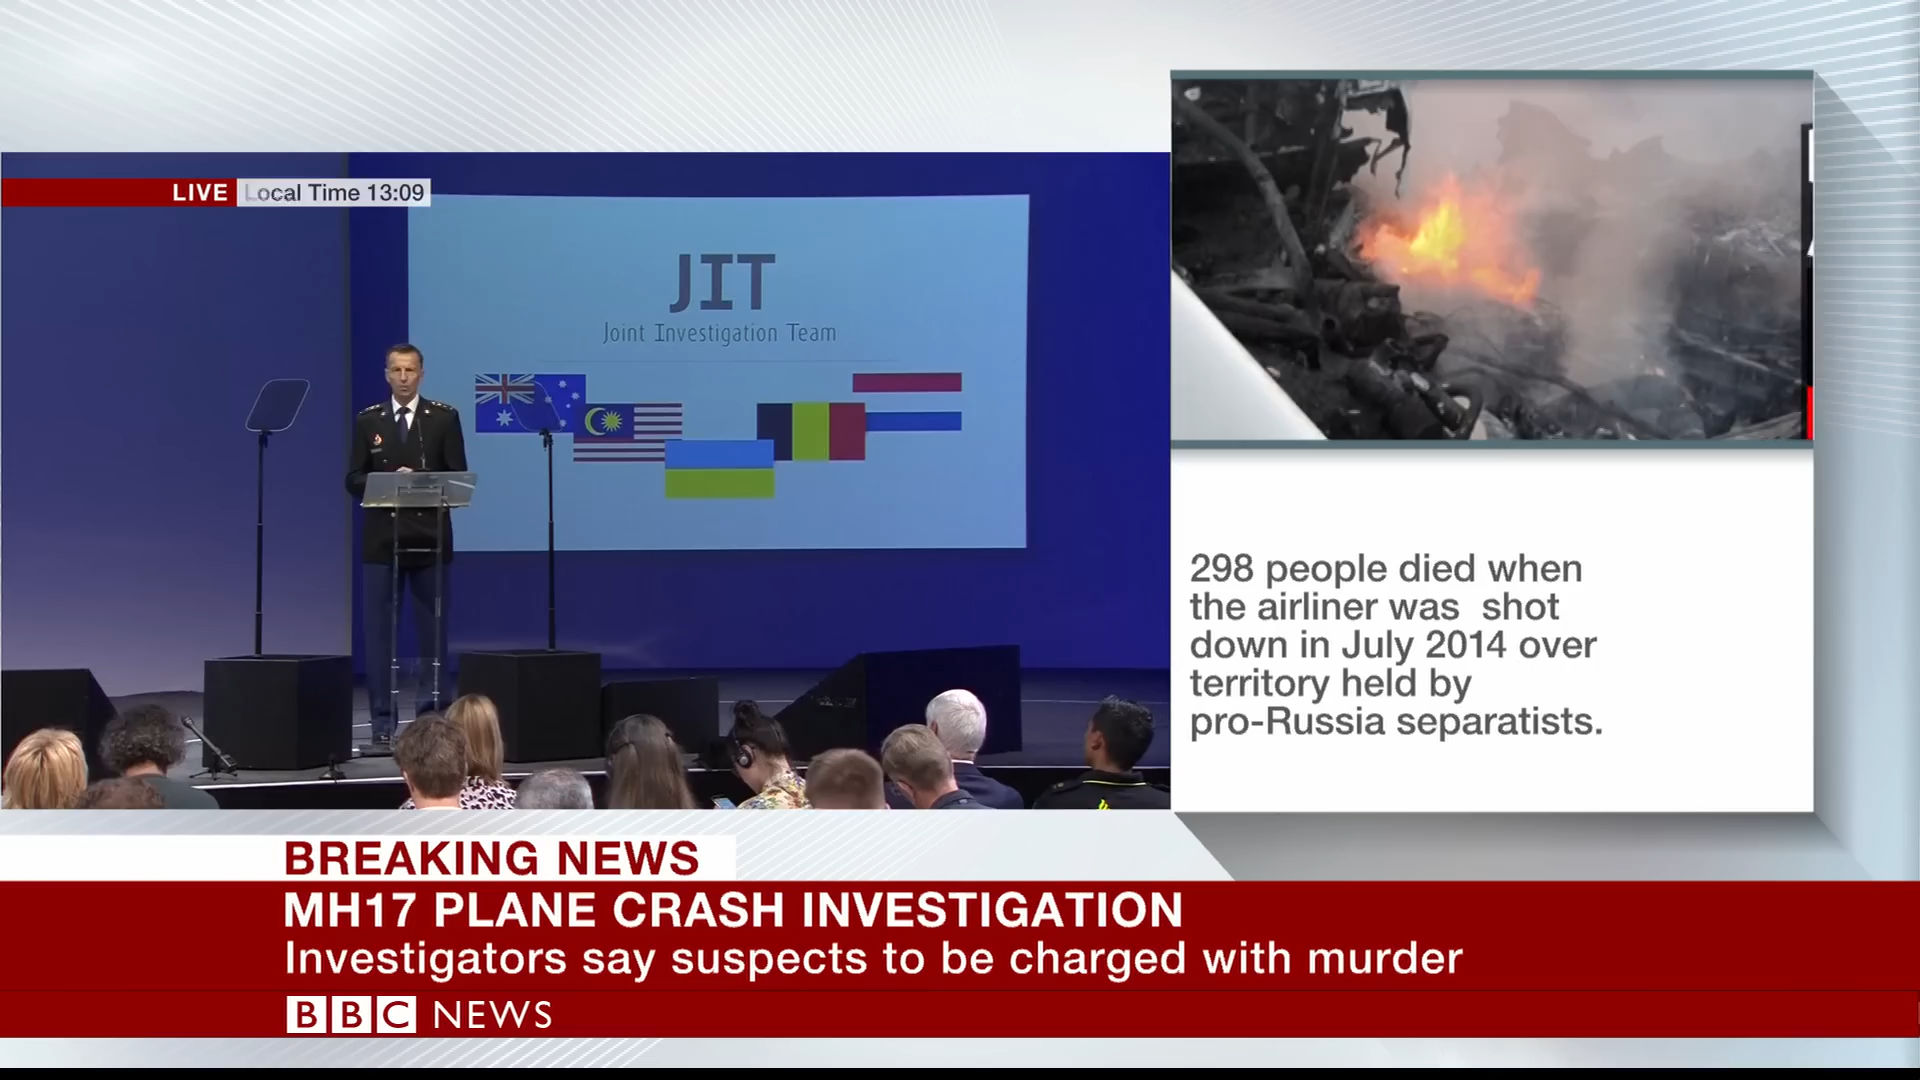 LIVE Local Time 13:09
JIT
Joint Investigation Team
298 people died when
the airliner was shot
down in July 2014 over
territory held by
pro-Russia separatists.
BREAKING NEWS
MH17 PLANE CRASH INVESTIGATION
Investigators say suspects to be charged with murder
BBC NEWS